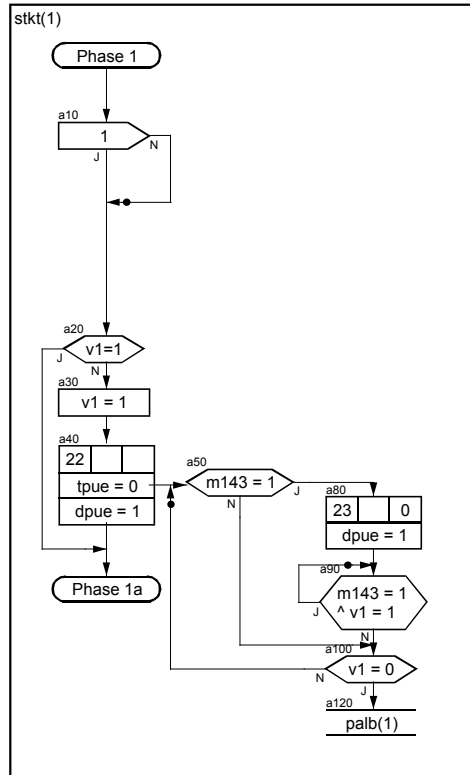 stkt(1)
Phase 1
a10
1
N
J
a20
v1=1
J
N
a30
v1 = 1
a40
22
tpue = 0
dpue = 1
a50
m143 = 1
J
N
a80
23 0
dpue = 1
a90
m143 = 1
^ v1 = 1
J
N
Phase 1a
a100
v1 = 0
N
J
a120
palb(1)